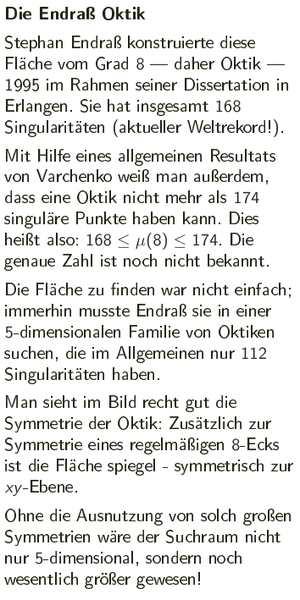 Die Endraß Oktik
Stephan Endraß konstruierte diese
Fläche vom Grad 8 — daher Oktik —
1995 im Rahmen seiner Dissertation in
Erlangen. Sie hat insgesamt 168
Singularitäten (aktueller Weltrekord!).
Mit Hilfe eines allgemeinen Resultats
von Varchenko weiß man außerdem,
dass eine Oktik nicht mehr als 174
singuläre Punkte haben kann. Dies
heißt also: 168 ≤ μ(8) ≤ 174. Die
genaue Zahl ist noch nicht bekannt.
Die Fläche zu finden war nicht einfach;
immerhin musste Endraß sie in einer
5-dimensionalen Familie von Oktiken
suchen, die im Allgemeinen nur 112
Singularitäten haben.
Man sieht im Bild recht gut die
Symmetrie der Oktik: Zusätzlich zur
Symmetrie eines regelmäßigen 8-Ecks
ist die Fläche spiegel - symmetrisch zur
xy-Ebene.
Ohne die Ausnutzung von solch großen
Symmetrien wäre der Suchraum nicht
nur 5-dimensional, sondern noch
wesentlich größer gewesen!